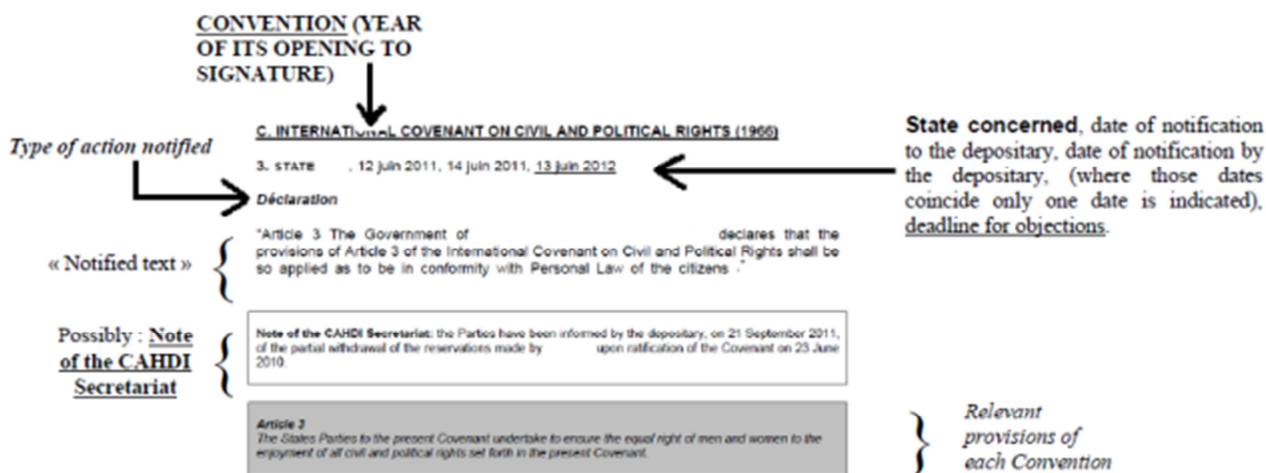 CONVENTION (YEAR
OF ITS OPENING TO
SIGNATURE)
C. INTERNATIONAL COVENANT ON CIVIL AND POLITICAL RIGHTS (1966)
Type of action notified
3. STATE , 12 juin 2011, 14 juin 2011, 13 juin 2012
Déclaration
State concerned, date of notification
to the depositary, date of notification by
the depositary, (where those dates
coincide only one date is indicated),
deadline for objections.
« Notified text »
"Article 3 The Government of declares that the
provisions of Article 3 of the International Covenant on Civil and Political Rights shall be
so applied as to be in conformity with Personal Law of the citizens ."
Possibly : Note
of the CAHDI
Secretariat
Note of the CAHDI Secretariat: the Parties have been informed by the depositary, on 21 September 2011,
of the partial withdrawal of the reservations made by upon ratification of the Covenant on 23 June
2010.
Article 3
The States Parties to the present Covenant undertake to ensure the equal right of men and women to the
enjoyment of all civil and political rights set forth in the present Covenant.
Relevant
provisions of
each Convention